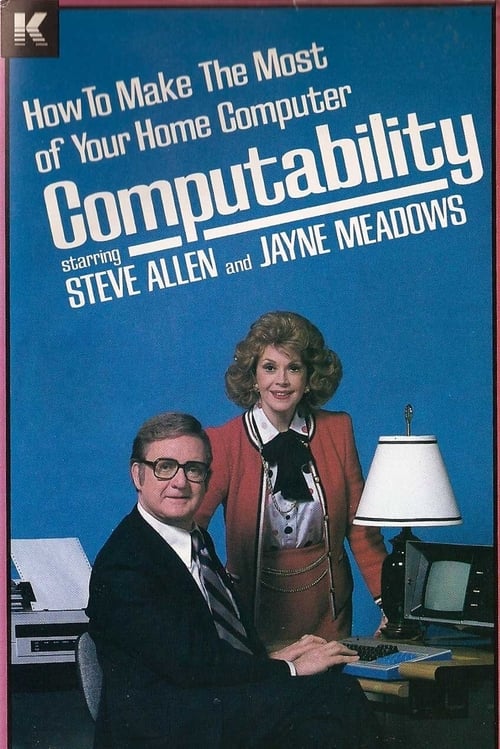 K
How To Make The Most
of Your Home Computer
Computability
starring
STEVE ALLEN and JAYNE MEADOWS